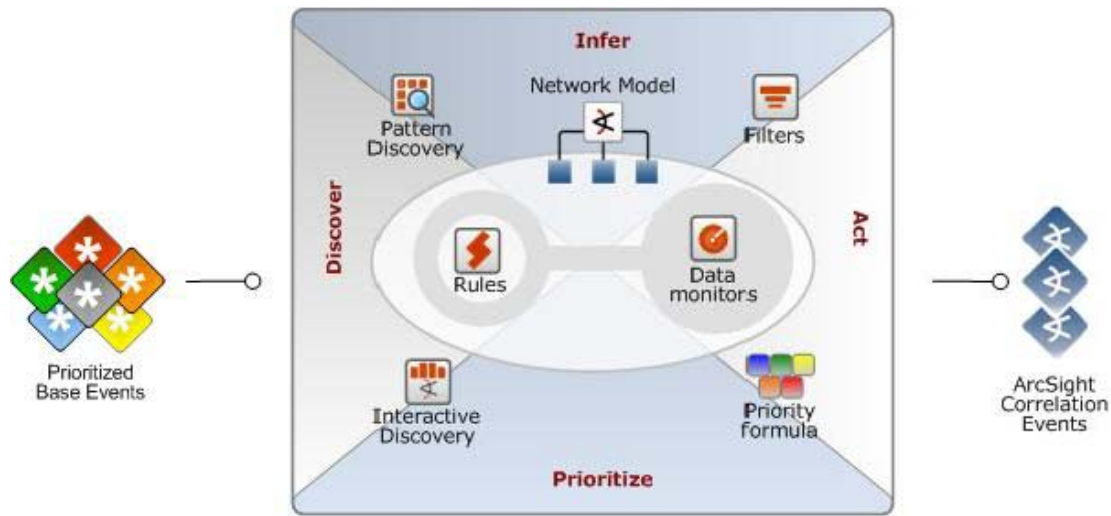 Infer
Network Model
Pattern
Discovery
Filters
Discover
Act
Rules
Data
monitors
Prioritized
Base Events
ArcSight
Correlation
Events
Interactive
Discovery
Priority
formula
Prioritize